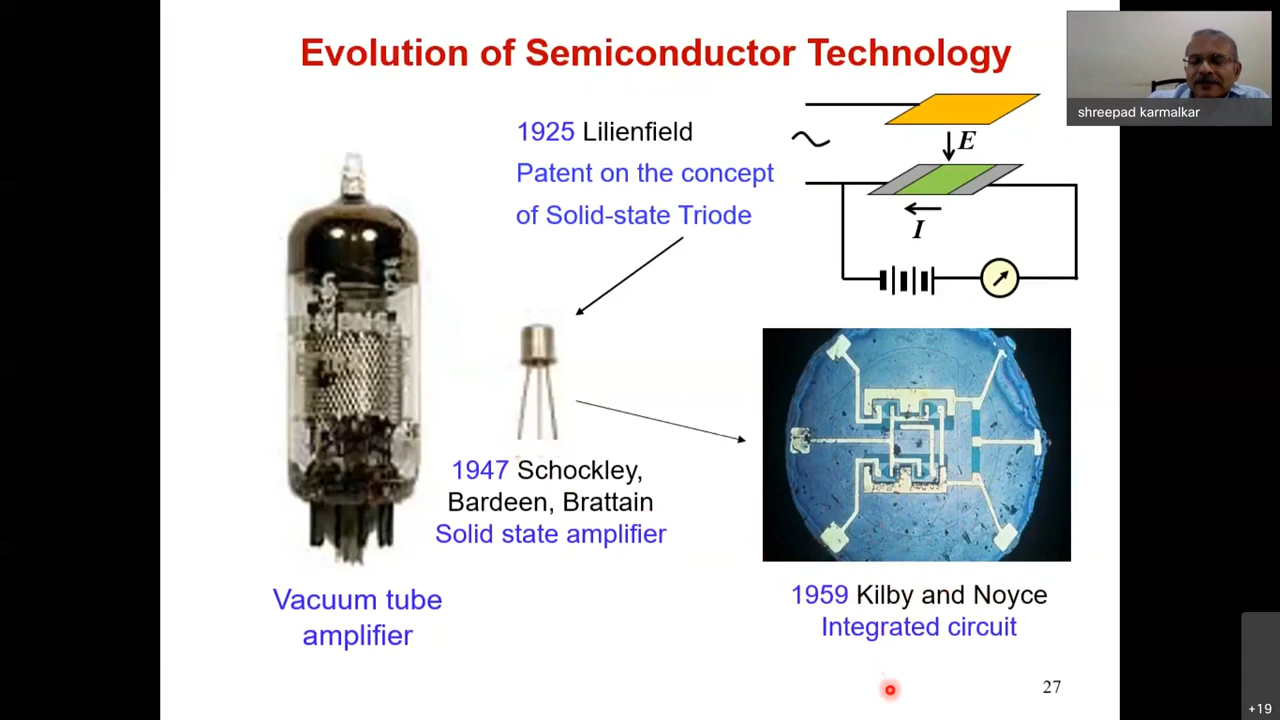 Evolution of Semiconductor Technology
shreepad karmalkar
1925 Lilienfield
Patent on the concept
of Solid-state Triode
E
I
1947 Schockley,
Bardeen, Brattain
Solid state amplifier
Vacuum tube
amplifier
1959 Kilby and Noyce
Integrated circuit
27
+19